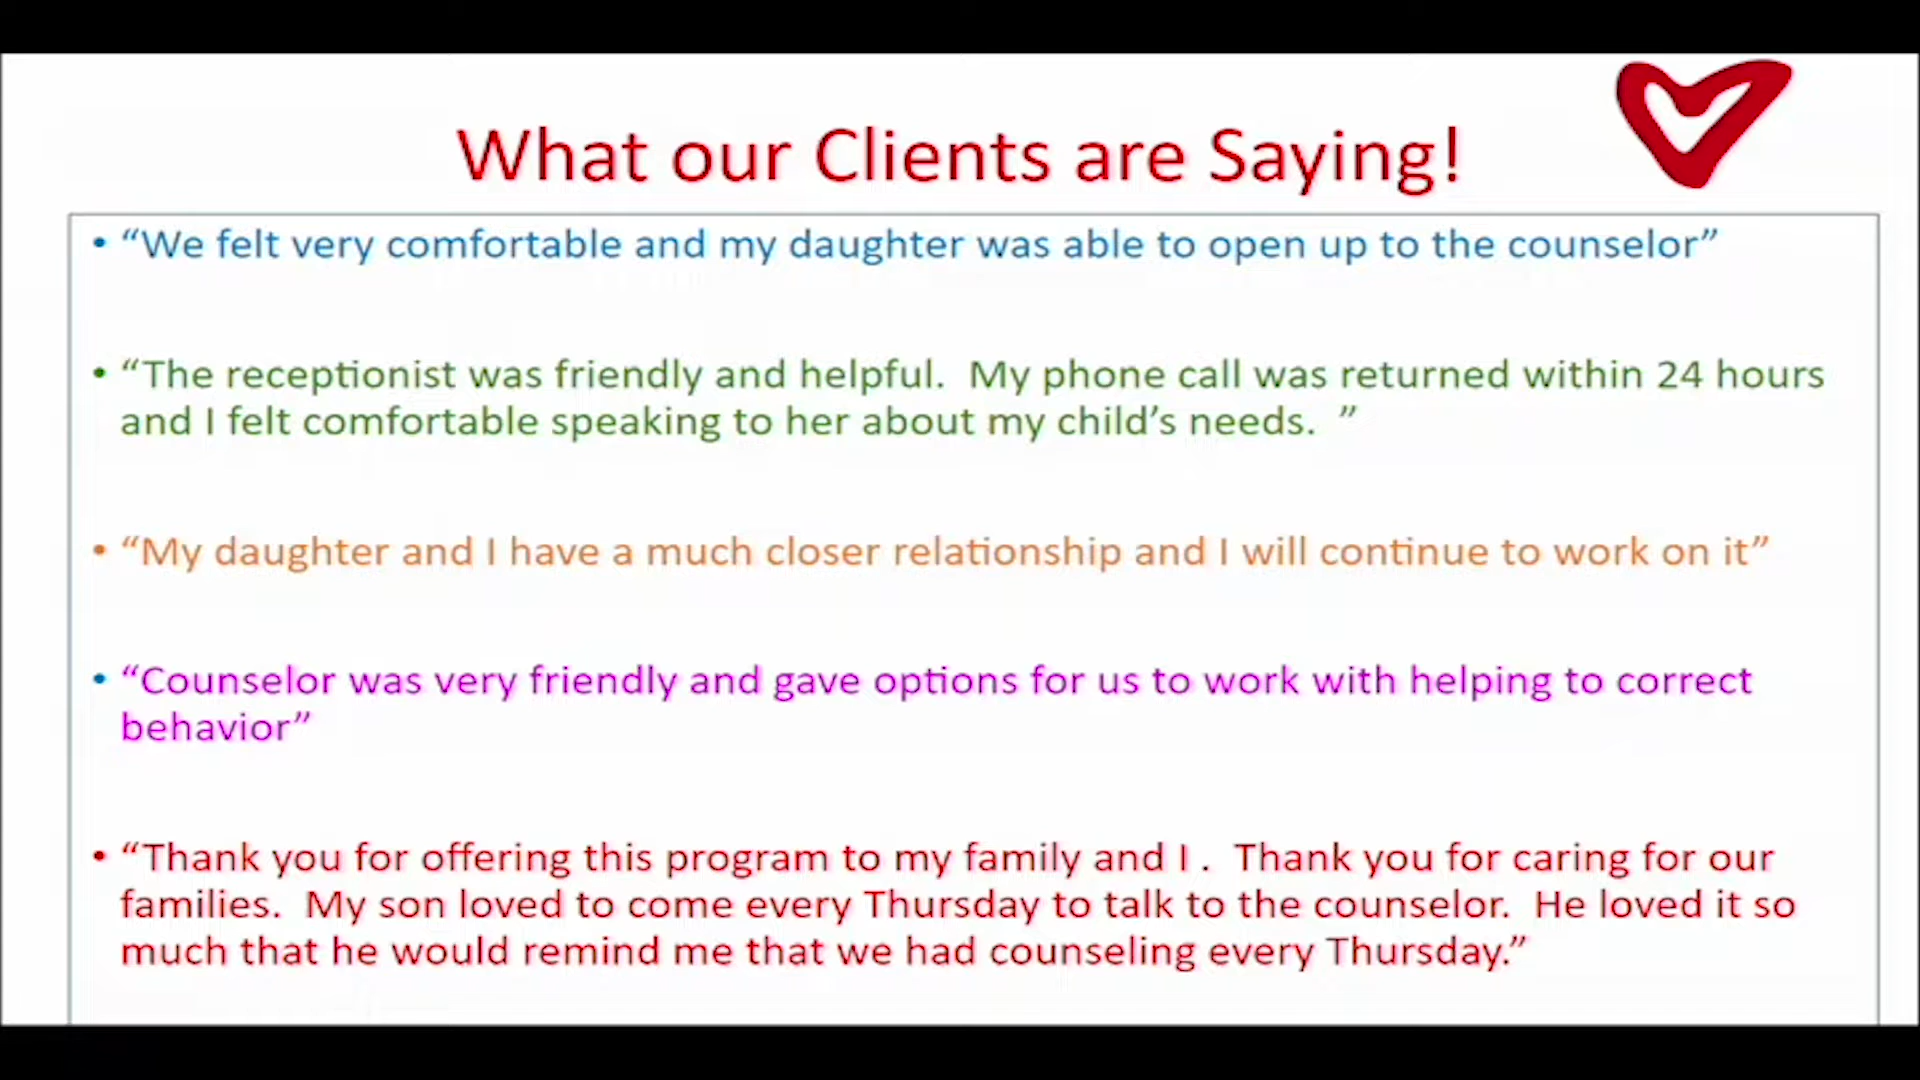 What our Clients are Saying!
• “We felt very comfortable and my daughter was able to open up to the counselor”
• “The receptionist was friendly and helpful.  My phone call was returned within 24 hours
and I felt comfortable speaking to her about my child’s needs.  ”
• “My daughter and I have a much closer relationship and I will continue to work on it”
• “Counselor was very friendly and gave options for us to work with helping to correct
behavior”
• “Thank you for offering this program to my family and I .  Thank you for caring for our
families.  My son loved to come every Thursday to talk to the counselor.  He loved it so
much that he would remind me that we had counseling every Thursday.”